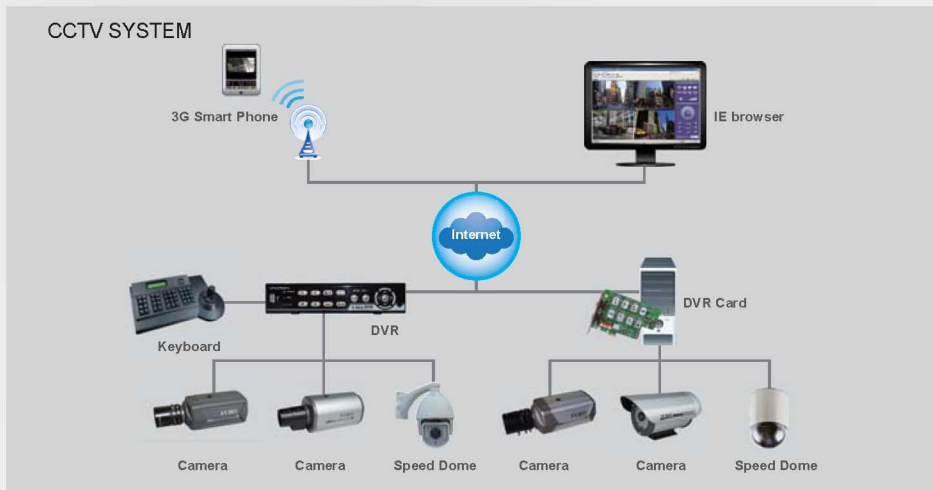 CCTV SYSTEM
3G Smart Phone
IE browser
Internet
DVR Card
DVR
Keyboard
Camera
Camera
Speed Dome
Camera
Camera
Speed Dome